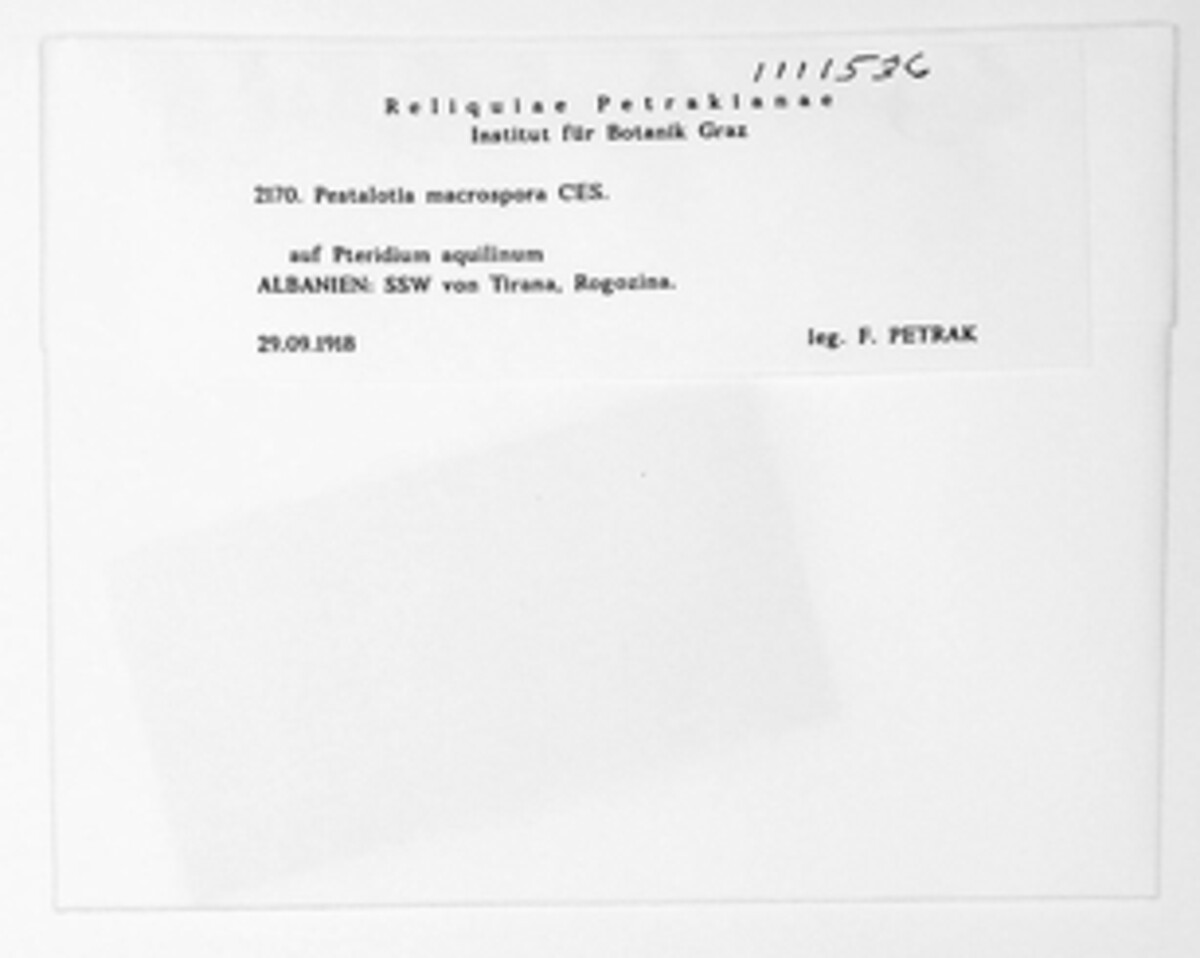 1111536
Reliquiae Petrakianae
Institut für Botanik Graz
2170. Pestalotia macrospora CES.
auf Pteridium aquilinum
ALBANIEN: SSW von Tirana, Rogozina.
29.09.1918
leg. F. PETRAK